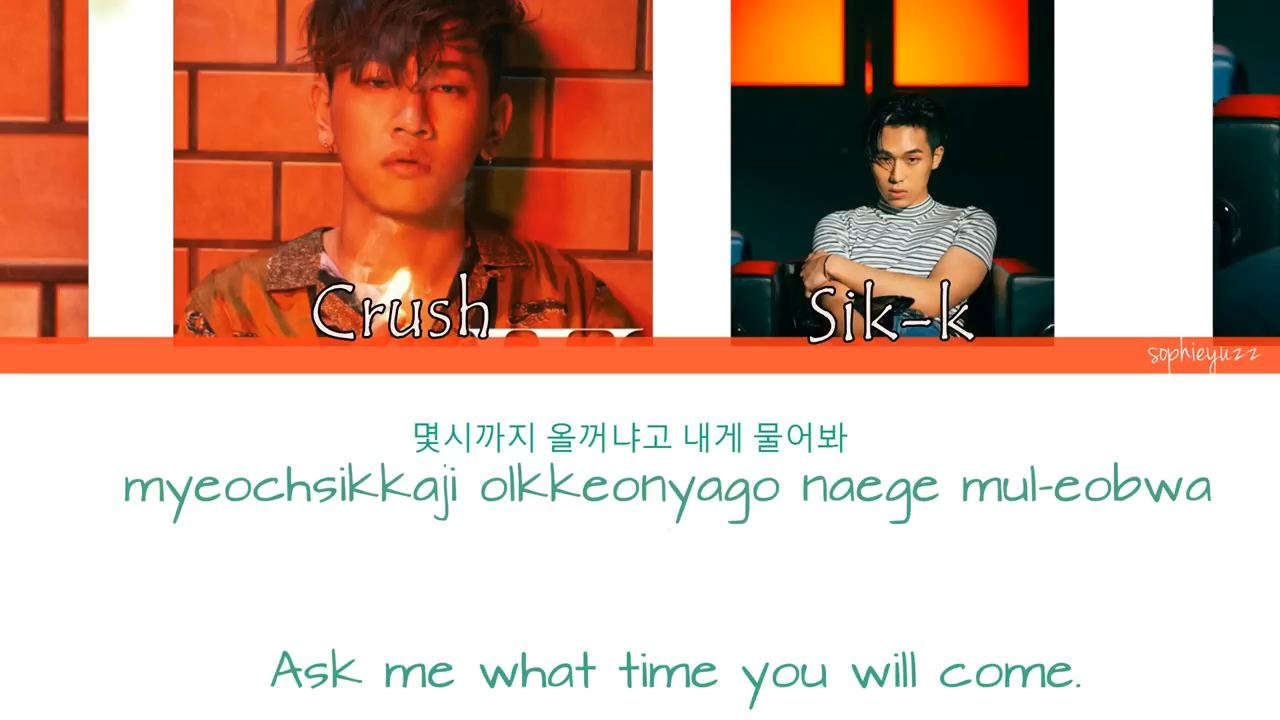 Crush
Sik-k
sophieyuzz
몇시까지 올꺼냐고 내게 물어봐
myeochsikkaji olkkeonyago naege mul-eobwa
Ask me what time you will come.